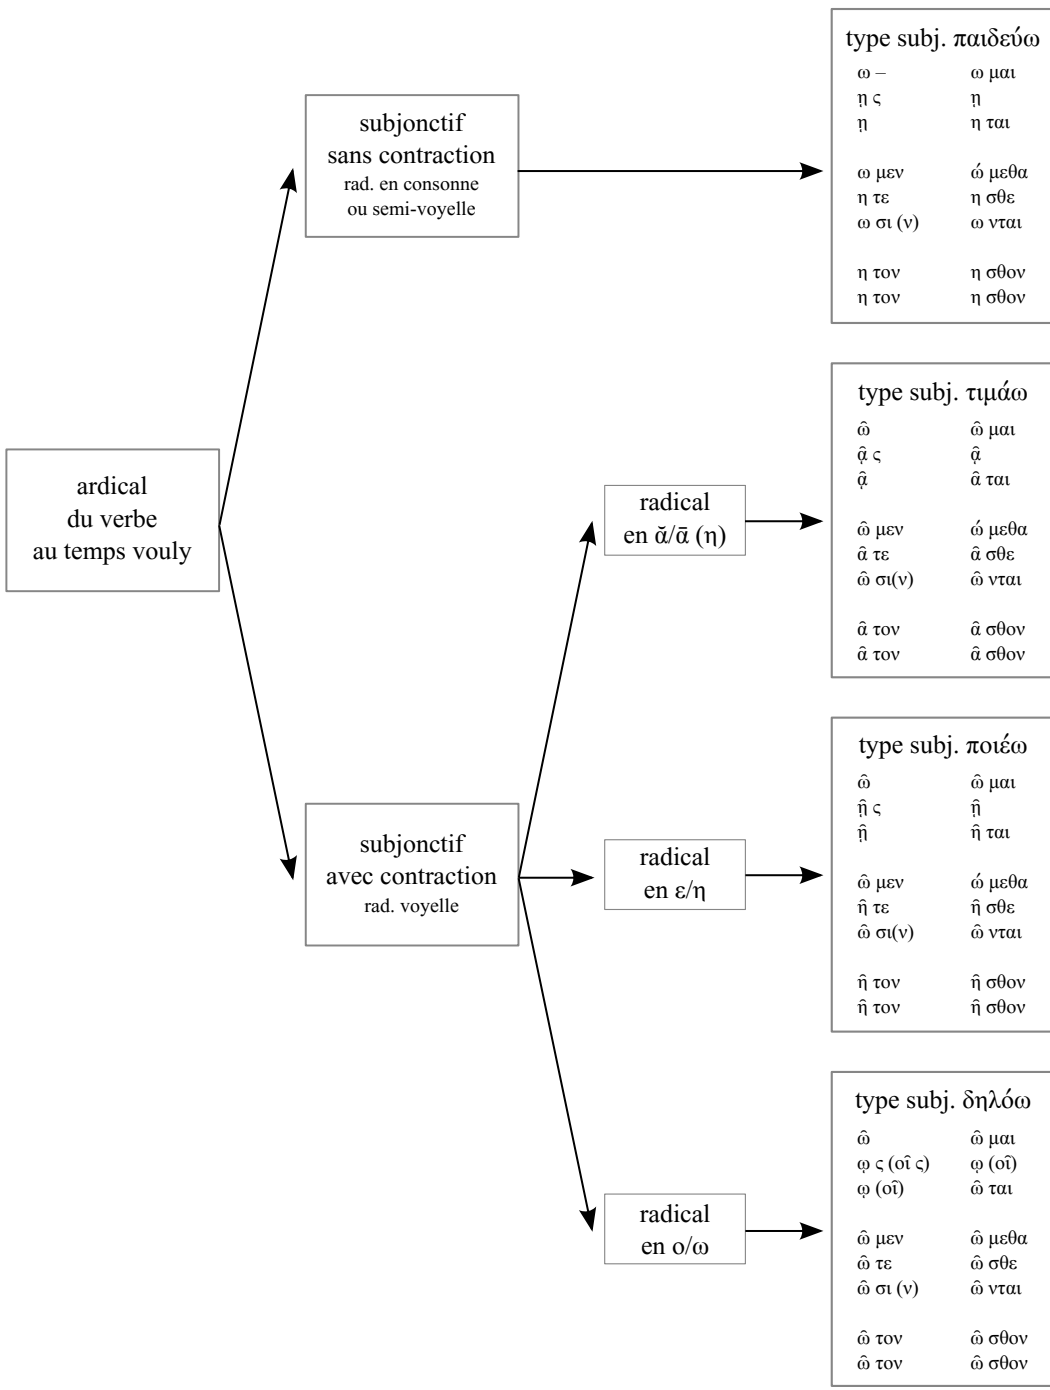 type subj. παιδεύω
ω – ω μαι
ῃ ς ῃ
ῃ η ται
ω μεν ώ μεθα
η τε η σθε
ω σι (ν) ω νται
η τον η σθον
η τον η σθον
subjonctif
sans contraction
rad. en consonne
ou semi-voyelle
type subj. τιμάω
ῶ ῶ μαι
ᾷ ς ᾷ
ᾷ ᾶ ται
ῶ μεν ώ μεθα
ᾶ τε ᾶ σθε
ῶ σι(ν) ῶ νται
ᾶ τον ᾶ σθον
ᾶ τον ᾶ σθον
ardical
du verbe
au temps vouly
radical
en ᾰ/ᾱ (η)
type subj. ποιέω
ῶ ῶ μαι
ῇ ς ῇ
ῇ ῆ ται
ῶ μεν ώ μεθα
ῆ τε ῆ σθε
ῶ σι(ν) ῶ νται
ῆ τον ῆ σθον
ῆ τον ῆ σθον
subjonctif
avec contraction
rad. voyelle
radical
en ε/η
type subj. δηλόω
ῶ ῶ μαι
ῳ ς (οῖ ς) ῳ (οῖ)
ῳ (οῖ) ῶ ται
ῶ μεν ῶ μεθα
ῶ τε ῶ σθε
ῶ σι (ν) ῶ νται
ῶ τον ῶ σθον
ῶ τον ῶ σθον
radical
en ο/ω